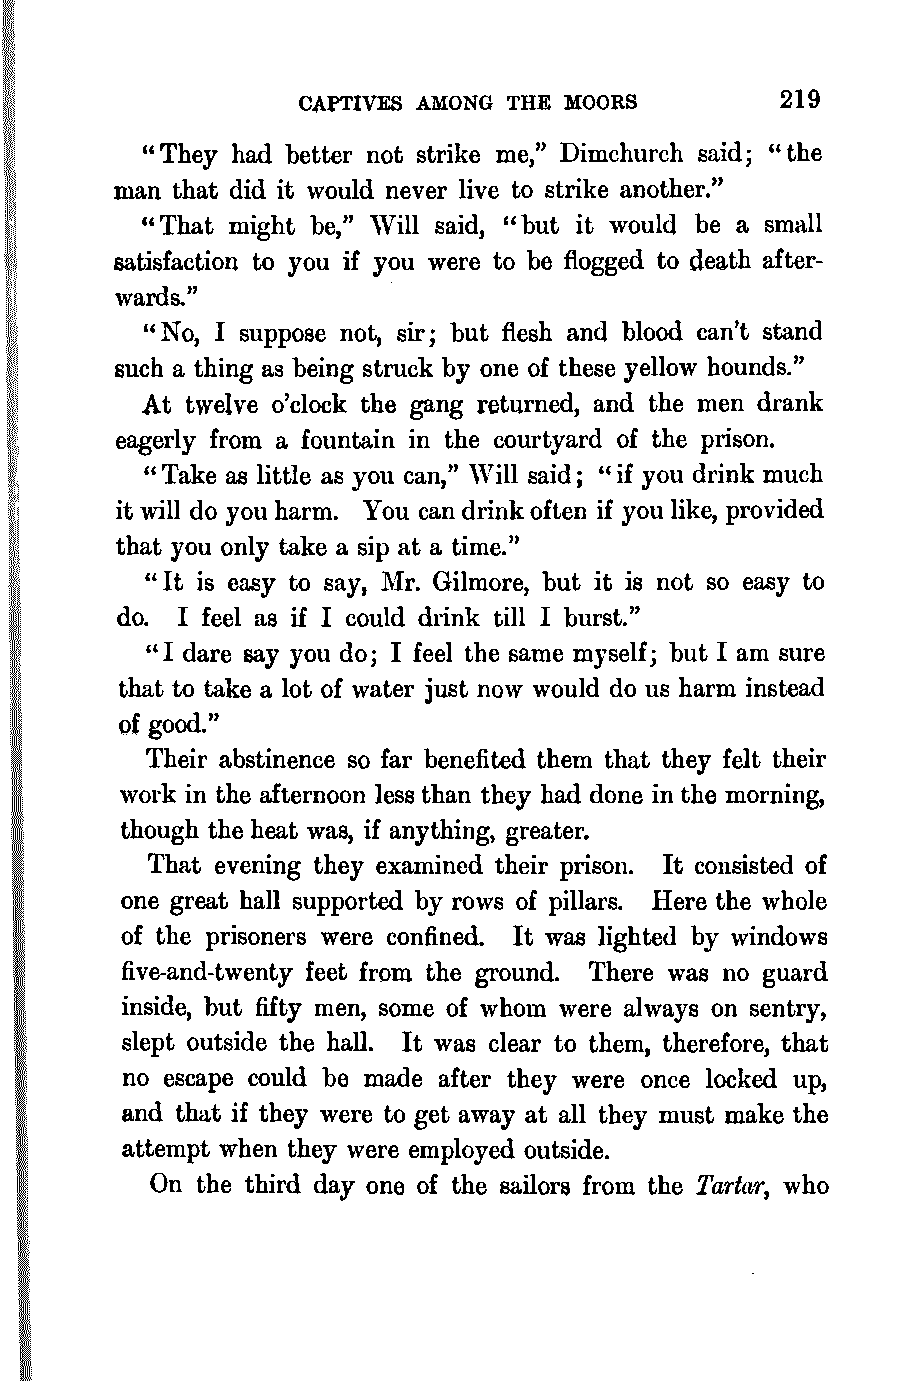 CAPTIVES AMONG THE MOORS 219
"They had better not strike me," Dimchurch said; "the
man that did it would never live to strike another."
"That might be," Will said, "but it would be a small
satisfaction to you if you were to be flogged to death after-
wards."
"No, I suppose not, sir; but flesh and blood can't stand
such a thing as being struck by one of these yellow hounds."
At twelve o'clock the gang returned, and the men drank
eagerly from a fountain in the courtyard of the prison.
"Take as little as you can," Will said; "if you drink much
it will do you harm. You can drink often if you like, provided
that you only take a sip at a time."
"It is easy to say, Mr. Gilmore, but it is not so easy to
do. I feel as if I could drink till I burst."
"I dare say you do; I feel the same myself; but I am sure
that to take a lot of water just now would do us harm instead
of good."
Their abstinence so far benefited them that they felt their
work in the afternoon less than they had done in the morning,
though the heat was, if anything, greater.
That evening they examined their prison. It consisted of
one great hall supported by rows of pillars. Here the whole
of the prisoners were confined. It was lighted by windows
five-and-twenty feet from the ground. There was no guard
inside, but fifty men, some of whom were always on sentry,
slept outside the hall. It was clear to them, therefore, that
no escape could be made after they were once locked up,
and that if they were to get away at all they must make the
attempt when they were employed outside.
On the third day one of the sailors from the Tartar, who